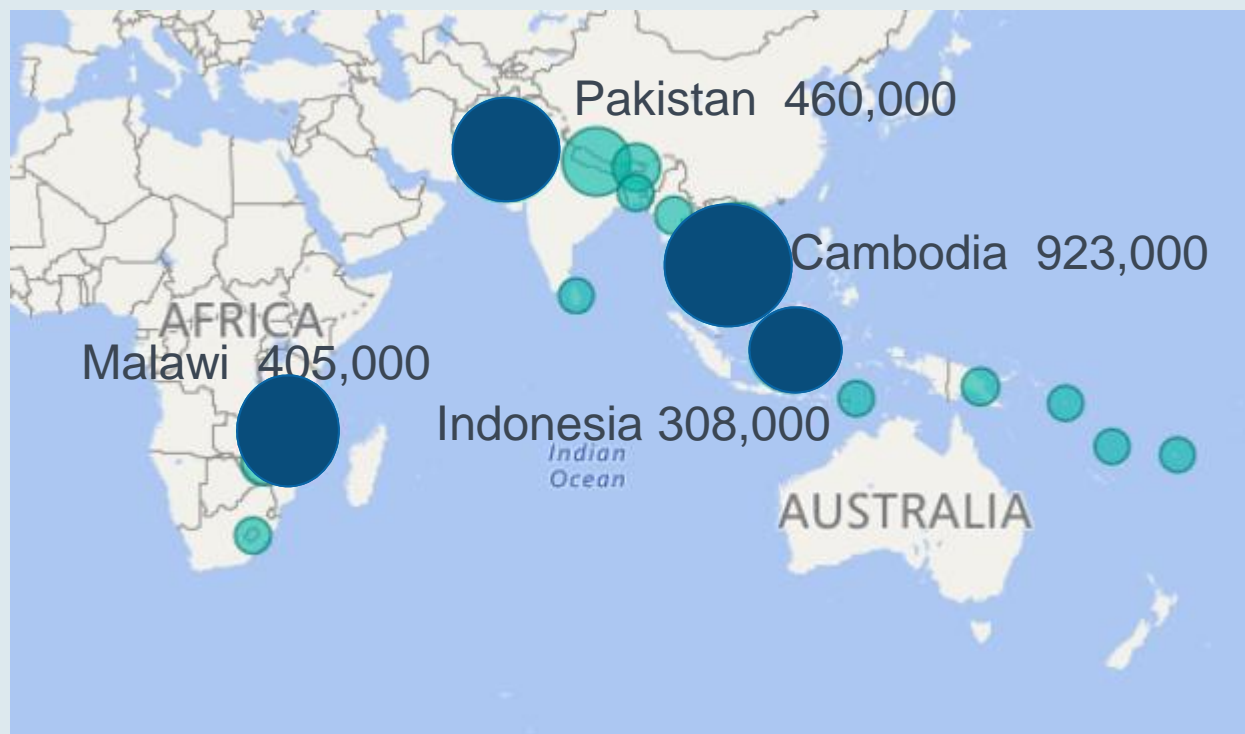 Pakistan 460,000
Cambodia 923,000
AFRICA
Malawi 405,000
Indonesia 308,000
Indian
Ocean
AUSTRALIA